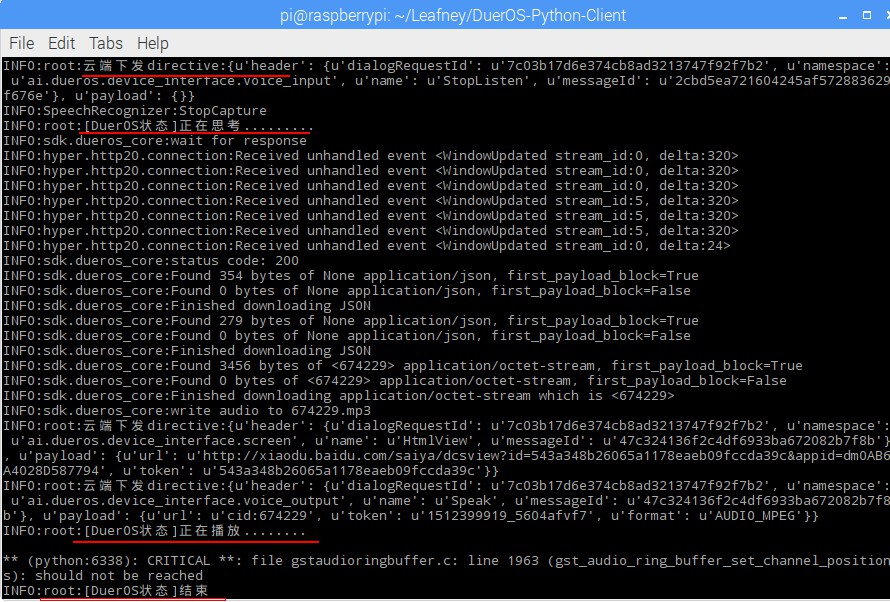 pi@raspberrypi: ~/Leafney/DuerOS-Python-Client
File Edit Tabs Help
INFO:root:云端下发directive:{u'header': {u'dialogRequestId': u'7c03b17d6e374cb8ad3213747f92f7b2', u'namespace':
u'ai.dueros.device_interface.voice_input', u'name': u'StopListen', u'messageId': u'2cbd5ea721604245af572883629
f676e'}, u'payload': {}}
INFO:SpeechRecognizer:StopCapture
INFO:root:[DuerOS状态]正在思考.........
INFO:sdk.dueros_core:wait for response
INFO:hyper.http20.connection:Received unhandled event <WindowUpdated stream_id:0, delta:320>
INFO:hyper.http20.connection:Received unhandled event <WindowUpdated stream_id:0, delta:320>
INFO:hyper.http20.connection:Received unhandled event <WindowUpdated stream_id:0, delta:320>
INFO:hyper.http20.connection:Received unhandled event <WindowUpdated stream_id:5, delta:320>
INFO:hyper.http20.connection:Received unhandled event <WindowUpdated stream_id:5, delta:320>
INFO:hyper.http20.connection:Received unhandled event <WindowUpdated stream_id:5, delta:320>
INFO:hyper.http20.connection:Received unhandled event <WindowUpdated stream_id:0, delta:24>
INFO:sdk.dueros_core:status code: 200
INFO:sdk.dueros_core:Found 354 bytes of None application/json, first_payload_block=True
INFO:sdk.dueros_core:Found 0 bytes of None application/json, first_payload_block=False
INFO:sdk.dueros_core:Finished downloading JSON
INFO:sdk.dueros_core:Found 279 bytes of None application/json, first_payload_block=True
INFO:sdk.dueros_core:Found 0 bytes of None application/json, first_payload_block=False
INFO:sdk.dueros_core:Finished downloading JSON
INFO:sdk.dueros_core:Found 3456 bytes of <674229> application/octet-stream, first_payload_block=True
INFO:sdk.dueros_core:Found 0 bytes of <674229> application/octet-stream, first_payload_block=False
INFO:sdk.dueros_core:Finished downloading application/octet-stream which is <674229>
INFO:sdk.dueros_core:write audio to 674229.mp3
INFO:root:云端下发directive:{u'header': {u'dialogRequestId': u'7c03b17d6e374cb8ad3213747f92f7b2', u'namespace':
u'ai.dueros.device_interface.screen', u'name': u'HtmlView', u'messageId': u'47c324136f2c4df6933ba672082b7f8b'}
, u'payload': {u'url': u'http://xiaodu.baidu.com/saiya/dcsview?id=543a348b26065a1178eaeb09fccda39c&appid=dm0AB6
A4028D587794', u'token': u'543a348b26065a1178eaeb09fccda39c'}}
INFO:root:云端下发directive:{u'header': {u'dialogRequestId': u'7c03b17d6e374cb8ad3213747f92f7b2', u'namespace':
u'ai.dueros.device_interface.voice_output', u'name': u'Speak', u'messageId': u'47c324136f2c4df6933ba672082b7f8
b'}, u'payload': {u'url': u'cid:674229', u'token': u'1512399919_5604afvf7', u'format': u'AUDIO_MPEG'}}
INFO:root:[DuerOS状态]正在播放........
** (python:6338): CRITICAL **: file gstaudioringbuffer.c: line 1963 (gst_audio_ring_buffer_set_channel_position
s): should not be reached
INFO:root:[DuerOS状态]结束